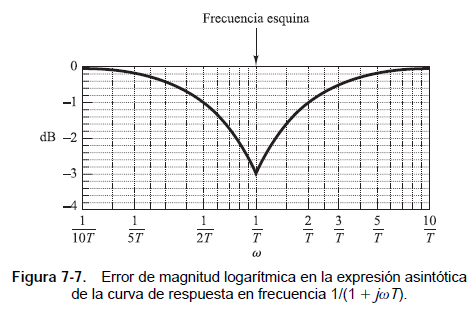 Frecuencia esquina
0
−1
dB −2
−3
−4
1/10T 1/5T 1/2T 1/T 2/T 3/T 5/T 10/T
ω
Figura 7-7. Error de magnitud logarítmica en la expresión asintótica
de la curva de respuesta en frecuencia 1/(1 + jωT).